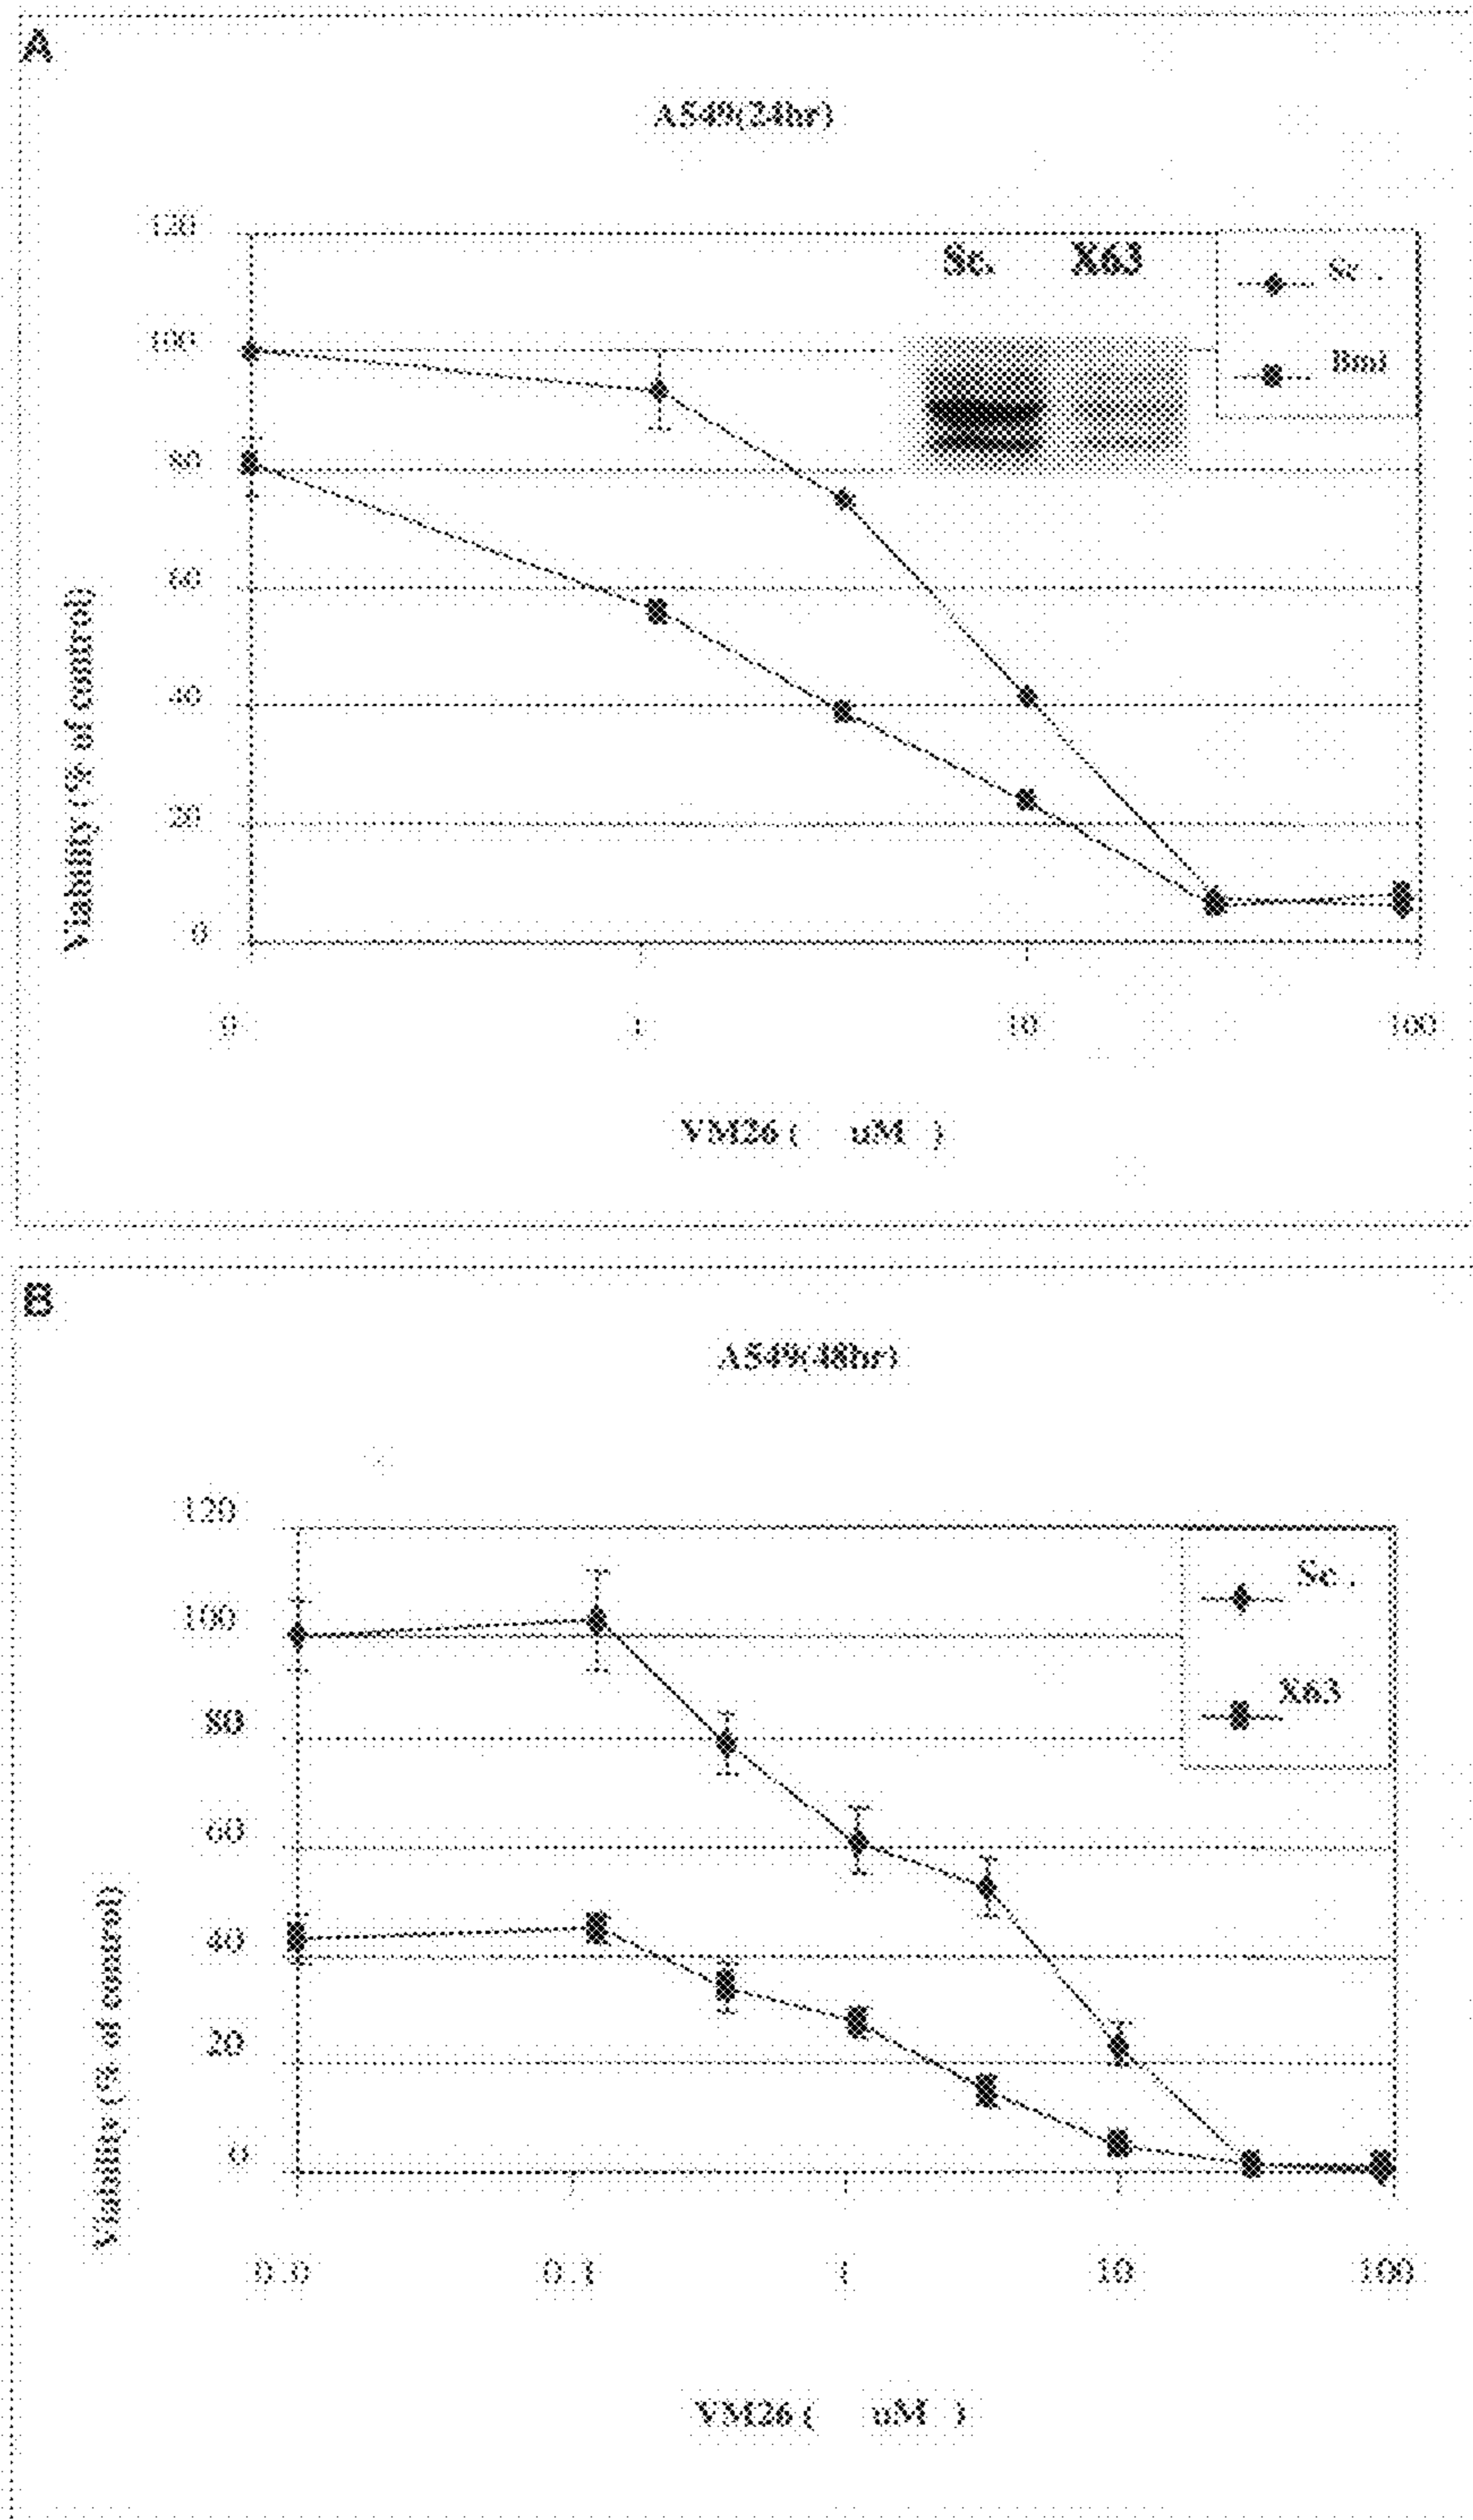 A
A549(24hr)
120
Sc. X63
Sc .
100
Bmi
80
60
40
20
0
Viability (% of control)
0 1 10 100
VM26 ( uM )
B
A549(48hr)
120
Sc .
100
X63
80
60
40
20
0
Viability (% of control)
0.0 0.1 1 10 100
VM26 ( uM )